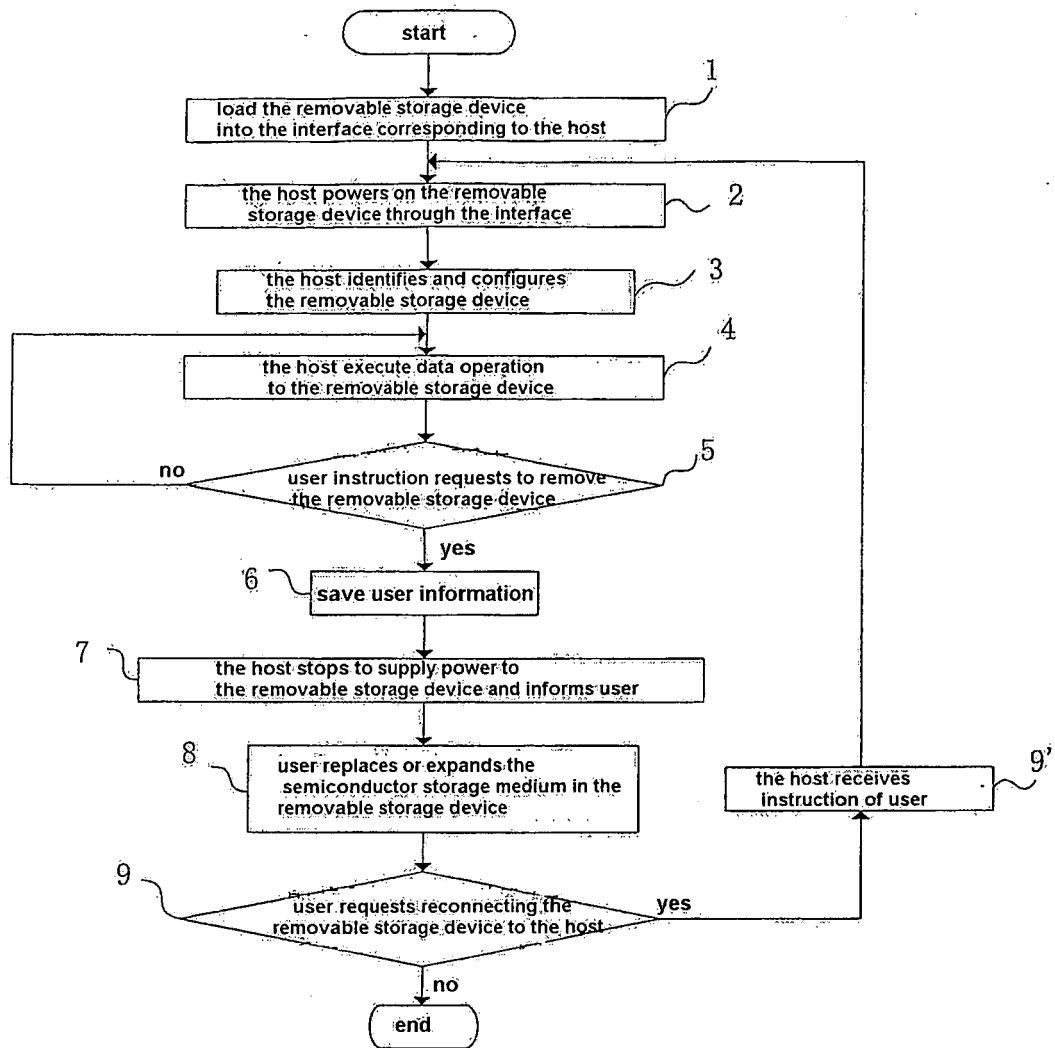 start
1
load the removable storage device
into the interface corresponding to the host
the host powers on the removable
storage device through the interface
2
the host identifies and configures
the removable storage device
3
4
the host execute data operation
to the removable storage device
5
no
user instruction requests to remove
the removable storage device
yes
6
save user information
7
the host stops to supply power to
the removable storage device and informs user
8
user replaces or expands the
semiconductor storage medium in the
removable storage device
9'
the host receives
instruction of user
9
user requests reconnecting the
removable storage device to the host
yes
no
end